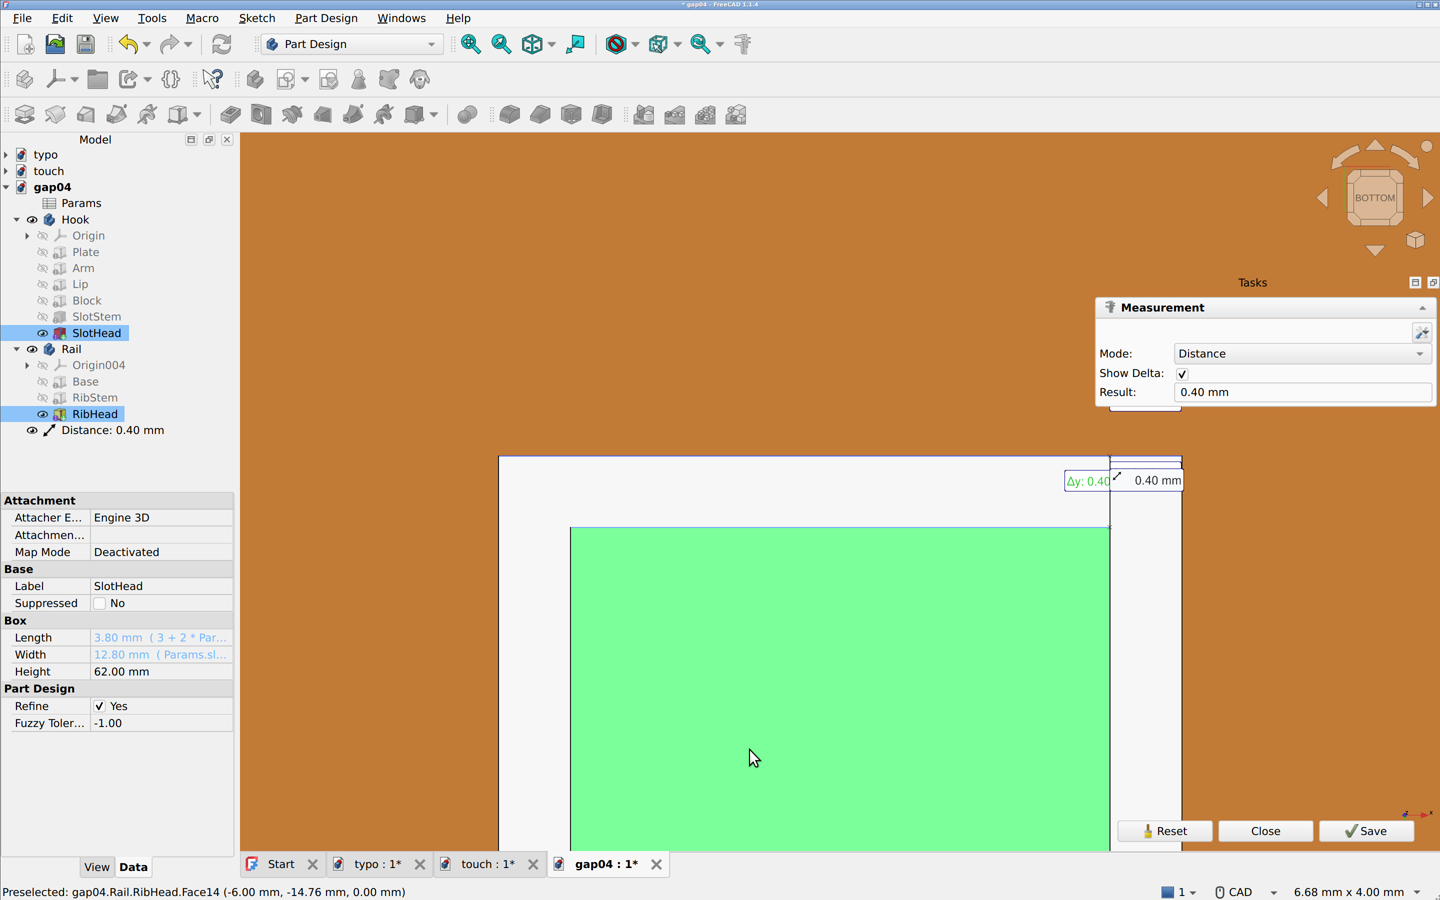 * gap04 - FreeCAD 1.1.4
File Edit View Tools Macro Sketch Part Design Windows Help
Part Design
Model
typo
touch
gap04
Params
Hook
Origin
Plate
Arm
Lip
Block
SlotStem
SlotHead
Rail
Origin004
Base
RibStem
RibHead
Distance: 0.40 mm
Attachment
Attacher E... Engine 3D
Attachmen...
Map Mode Deactivated
Base
Label SlotHead
Suppressed No
Box
Length 3.80 mm ( 3 + 2 * Par...
Width 12.80 mm ( Params.sl...
Height 62.00 mm
Part Design
Refine Yes
Fuzzy Toler... -1.00
View Data
BOTTOM
Tasks
Measurement
Mode: Distance
Show Delta:
Result: 0.40 mm
Δy: 0.40
0.40 mm
x
Reset Close Save
Start typo : 1* touch : 1* gap04 : 1*
Preselected: gap04.Rail.RibHead.Face14 (-6.00 mm, -14.76 mm, 0.00 mm)
1 CAD 6.68 mm x 4.00 mm